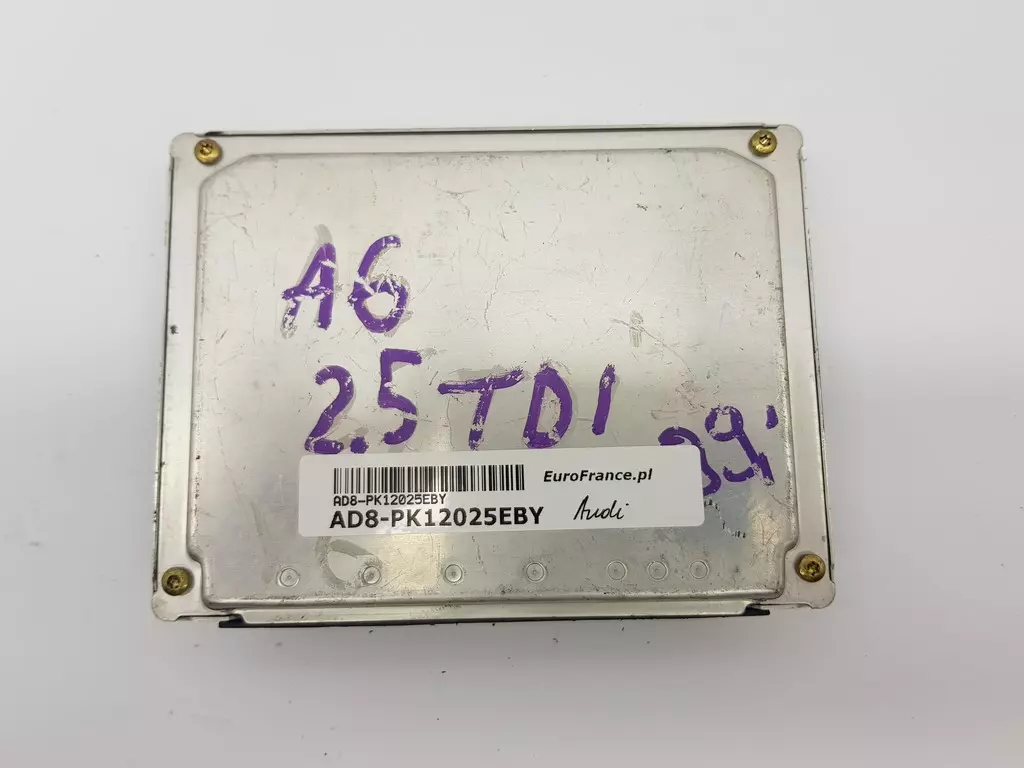 A6
2.5 TDI
99'
EuroFrance.pl
AD8-PK12025EBY
AD8-PK12025EBY
Audi